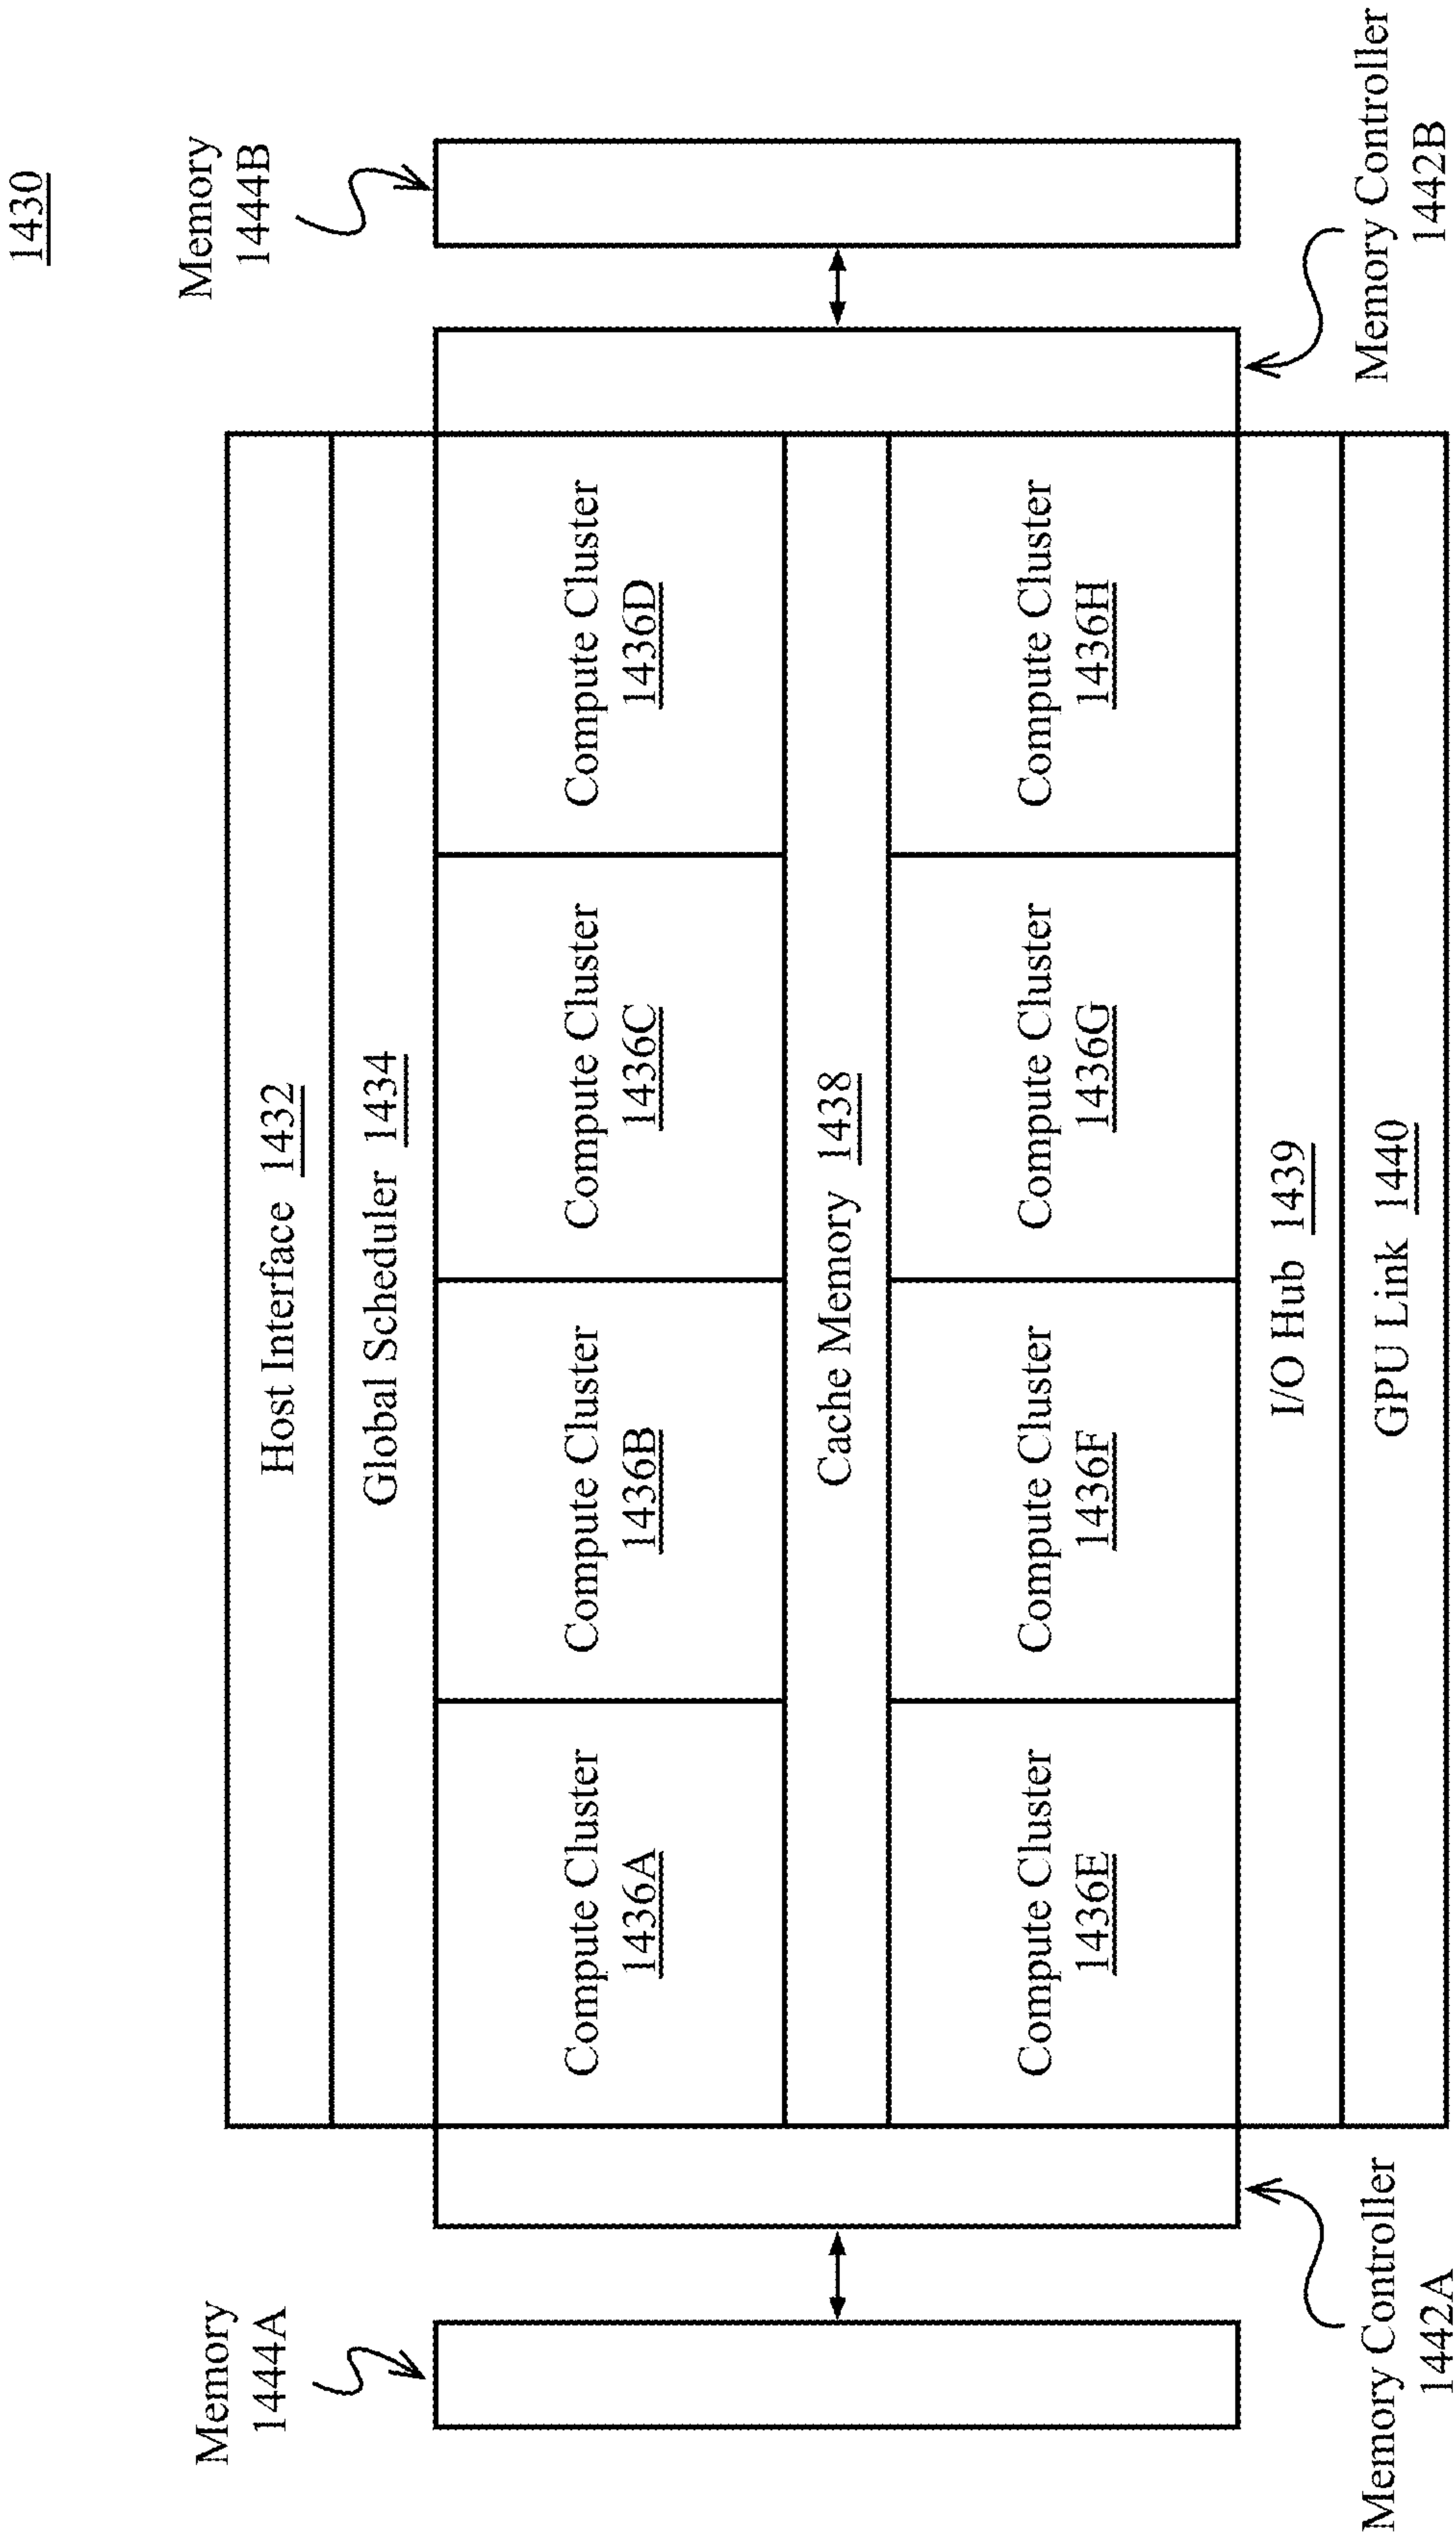 1430
Memory
1444A
Memory
1444B
Host Interface 1432
Global Scheduler 1434
Compute Cluster
1436A
Compute Cluster
1436B
Compute Cluster
1436C
Compute Cluster
1436D
Cache Memory 1438
Compute Cluster
1436E
Compute Cluster
1436F
Compute Cluster
1436G
Compute Cluster
1436H
I/O Hub 1439
GPU Link 1440
Memory Controller
1442A
Memory Controller
1442B